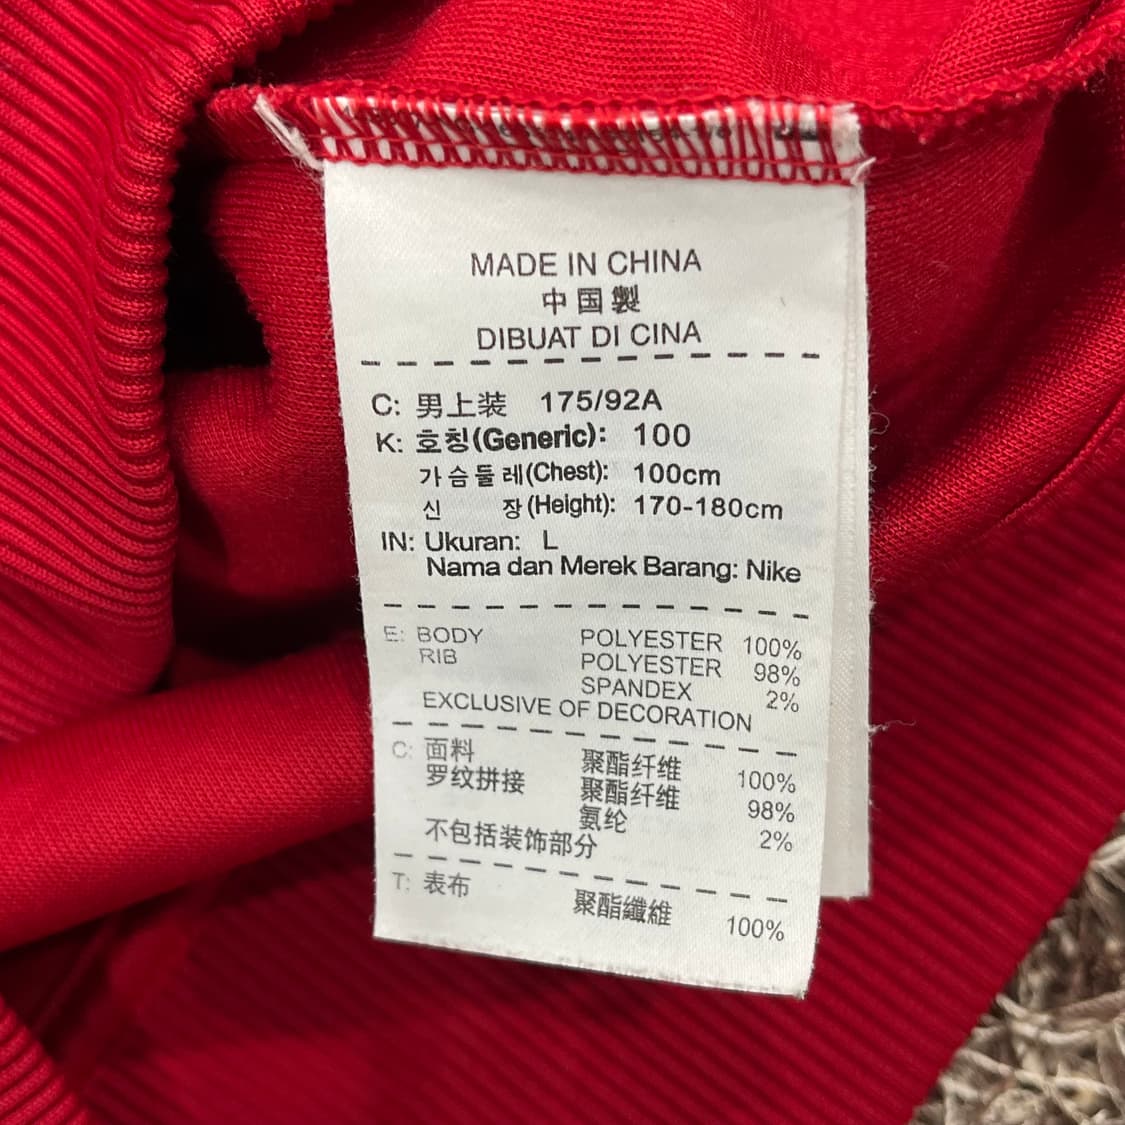 MADE IN CHINA
中国製
DIBUAT DI CINA
C: 男上装 175/92A
K: 호칭(Generic): 100
가슴둘레(Chest): 100cm
신 장(Height): 170-180cm
IN: Ukuran: L
Nama dan Merek Barang: Nike
E: BODY POLYESTER 100%
RIB POLYESTER 98%
SPANDEX 2%
EXCLUSIVE OF DECORATION
C: 面料 聚酯纤维 100%
罗纹拼接 聚酯纤维 98%
氨纶 2%
不包括装饰部分
T: 表布 聚酯纖維 100%